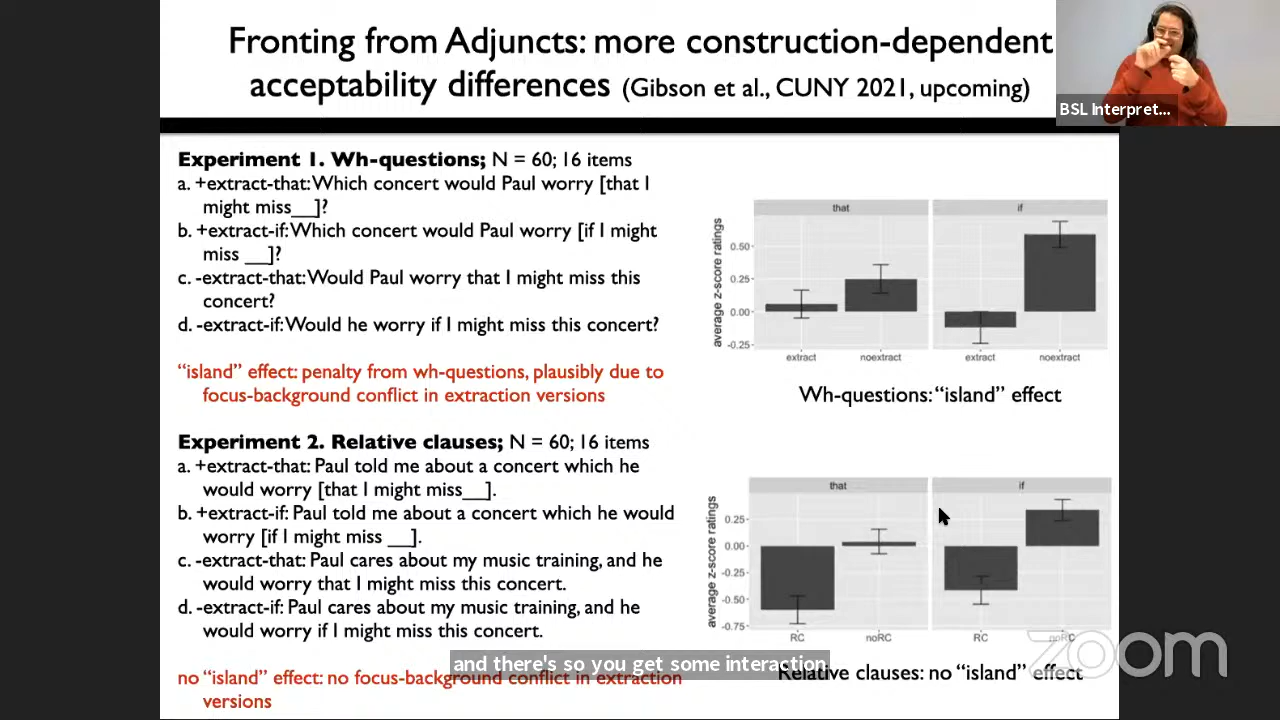 Fronting from Adjuncts: more construction-dependent
acceptability differences (Gibson et al., CUNY 2021, upcoming)
BSL Interpret...
Experiment 1. Wh-questions; N = 60; 16 items
a. +extract-that: Which concert would Paul worry [that I
might miss__]?
b. +extract-if: Which concert would Paul worry [if I might
miss __]?
c. -extract-that: Would Paul worry that I might miss this
concert?
d. -extract-if: Would he worry if I might miss this concert?
"island" effect: penalty from wh-questions, plausibly due to
focus-background conflict in extraction versions
that
if
average z-score ratings
0.50
0.25
0.00
-0.25
extract
noextract
extract
noextract
Wh-questions: "island" effect
Experiment 2. Relative clauses; N = 60; 16 items
a. +extract-that: Paul told me about a concert which he
would worry [that I might miss__].
b. +extract-if: Paul told me about a concert which he would
worry [if I might miss __].
c. -extract-that: Paul cares about my music training, and he
would worry that I might miss this concert.
d. -extract-if: Paul cares about my music training, and he
would worry if I might miss this concert.
no "island" effect: no focus-background conflict in extraction
versions
that
if
average z-score ratings
0.25
0.00
-0.25
-0.50
-0.75
RC
noRC
RC
noRC
Relative clauses: no "island" effect
and there's so you get some interaction
zoom